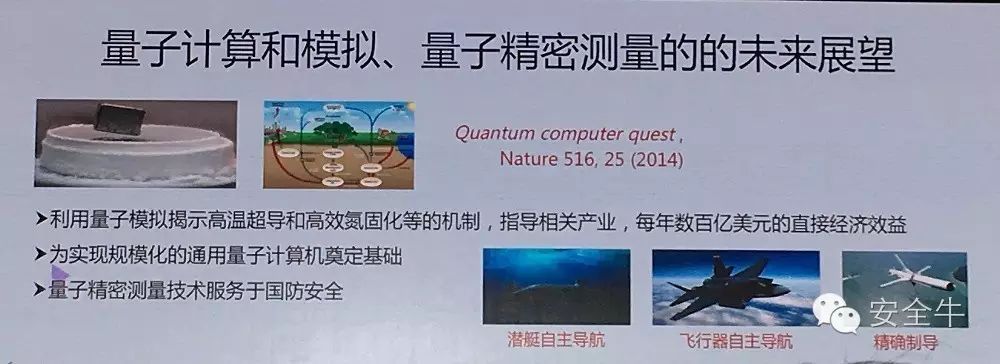 量子计算和模拟、量子精密测量的的未来展望
Quantum computer quest,
Nature 516, 25 (2014)
➤利用量子模拟揭示高温超导和高效氮固化等的机制，指导相关产业，每年数百亿美元的直接经济效益
➤为实现规模化的通用量子计算机奠定基础
➤量子精密测量技术服务于国防安全
潜艇自主导航
飞行器自主导航
精确制导
安全牛